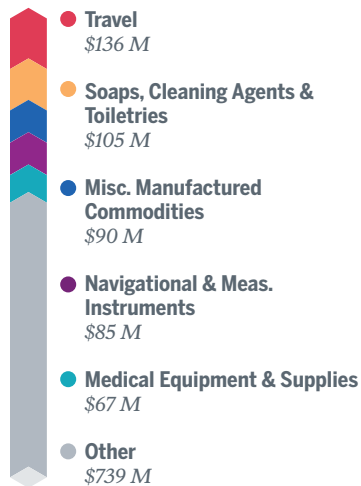 Travel
$136 M
Soaps, Cleaning Agents &
Toiletries
$105 M
Misc. Manufactured
Commodities
$90 M
Navigational & Meas.
Instruments
$85 M
Medical Equipment & Supplies
$67 M
Other
$739 M